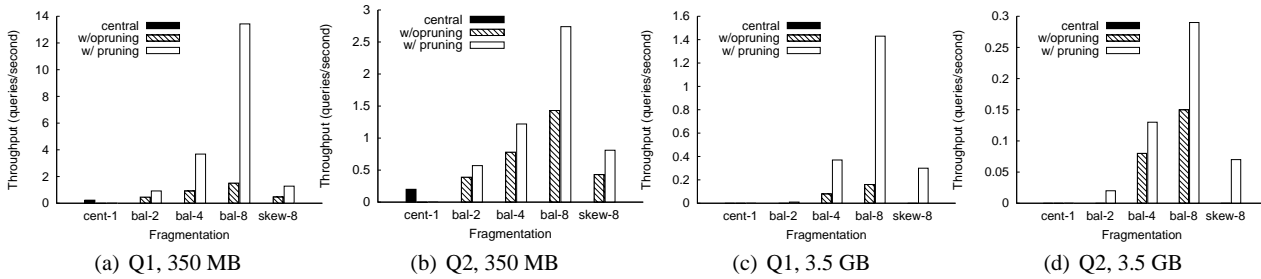 Throughput (queries/second)
14
12
10
8
6
4
2
0
central
w/opruning
w/ pruning
cent-1 bal-2 bal-4 bal-8 skew-8
Fragmentation
(a) Q1, 350 MB
Throughput (queries/second)
3
2.5
2
1.5
1
0.5
0
central
w/opruning
w/ pruning
cent-1 bal-2 bal-4 bal-8 skew-8
Fragmentation
(b) Q2, 350 MB
Throughput (queries/second)
1.6
1.4
1.2
1
0.8
0.6
0.4
0.2
0
central
w/opruning
w/ pruning
cent-1 bal-2 bal-4 bal-8 skew-8
Fragmentation
(c) Q1, 3.5 GB
Throughput (queries/second)
0.3
0.25
0.2
0.15
0.1
0.05
0
central
w/opruning
w/ pruning
cent-1 bal-2 bal-4 bal-8 skew-8
Fragmentation
(d) Q2, 3.5 GB